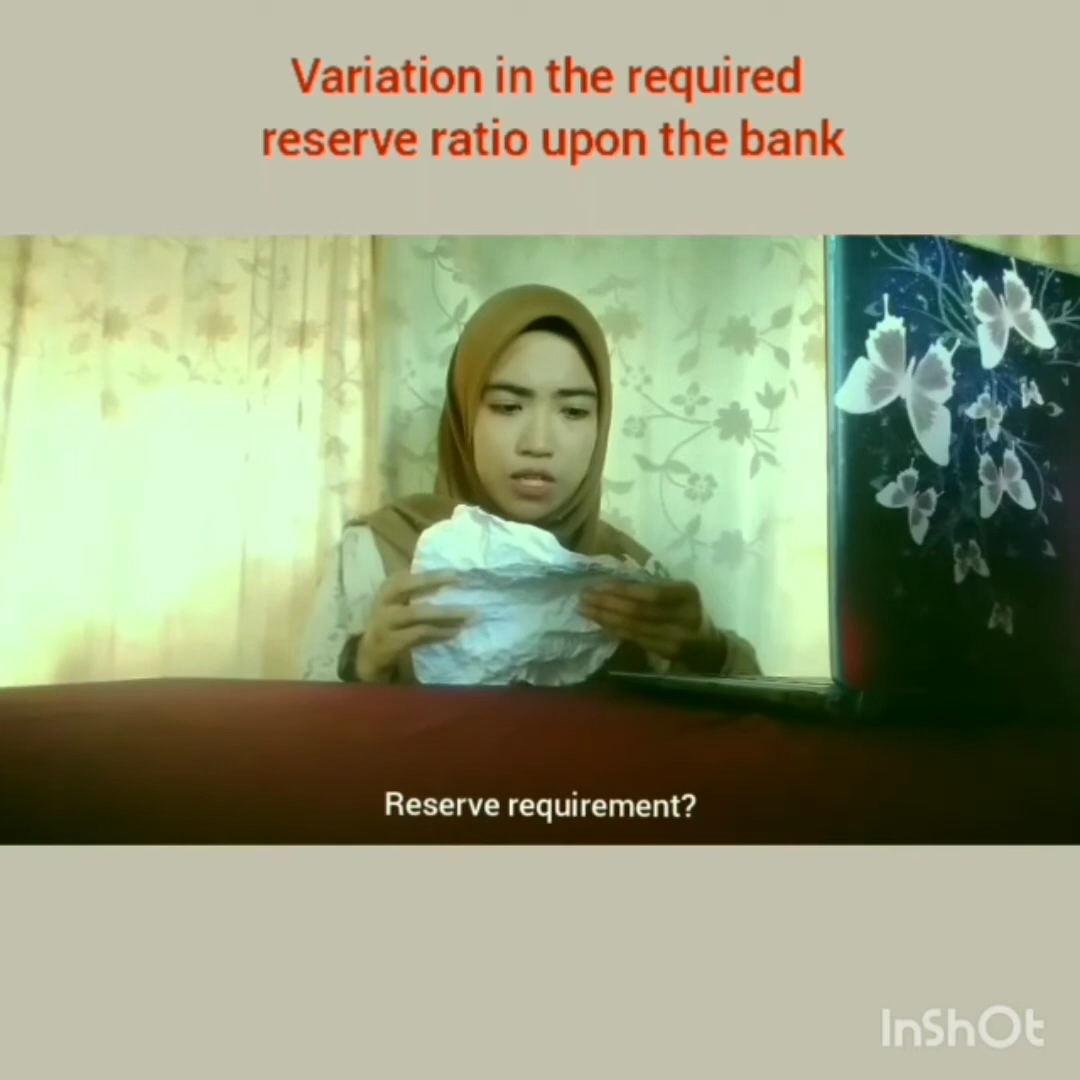 Variation in the required
reserve ratio upon the bank
Reserve requirement?
InShOt